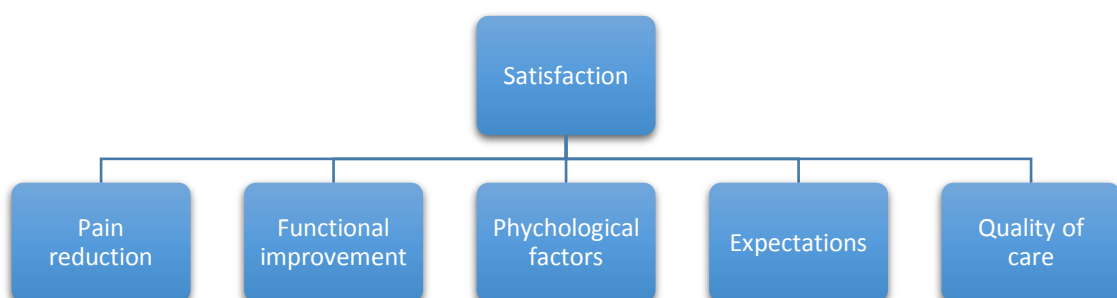 Satisfaction
Pain
reduction
Functional
improvement
Phychological
factors
Expectations
Quality of
care